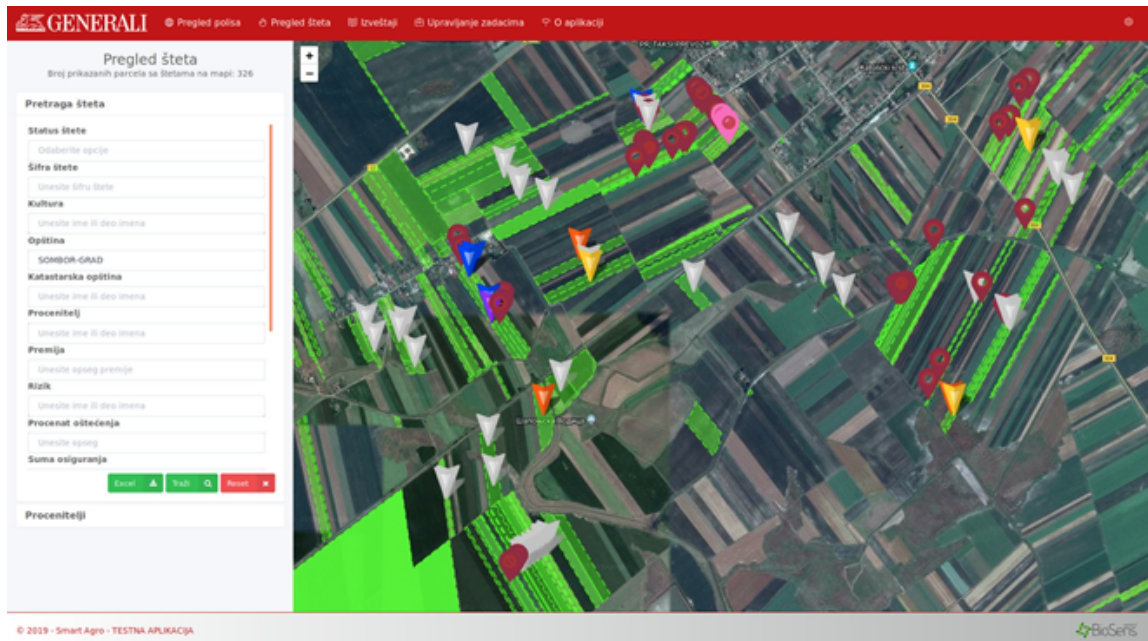 GENERALI
Pregled polisa
Pregled šteta
Izveštaji
Upravljanje zadacima
O aplikaciji
Pregled šteta
Broj prikazanih parcela sa štetama na mapi: 326
Pretraga šteta
Status štete
Odaberite opcije
Šifra štete
Unesite šifru štete
Kultura
Unesite ime ili deo imena
Opština
SOMBOR-GRAD
Katastarska opština
Unesite ime ili deo imena
Procenitelj
Unesite ime ili deo imena
Premija
Unesite opseg premije
Rizik
Unesite ime ili deo imena
Procenat oštećenja
Unesite opseg
Suma osiguranja
Excel
Traži
Reset
Procenitelji
+
−
© 2019 - Smart Agro - TESTNA APLIKACIJA
BioSens